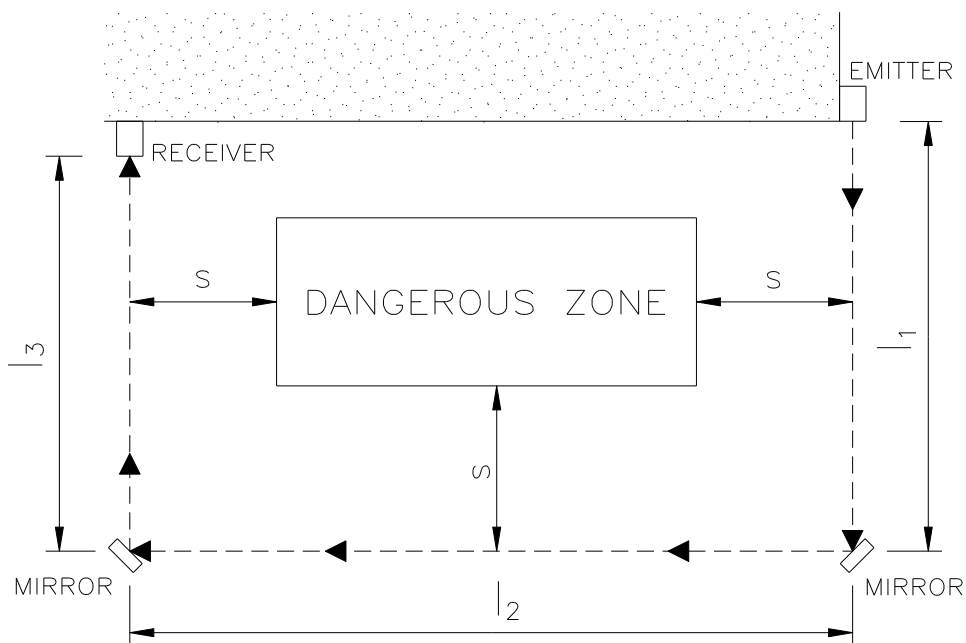 EMITTER
RECEIVER
S
S
DANGEROUS ZONE
l3
l1
S
MIRROR
MIRROR
l2